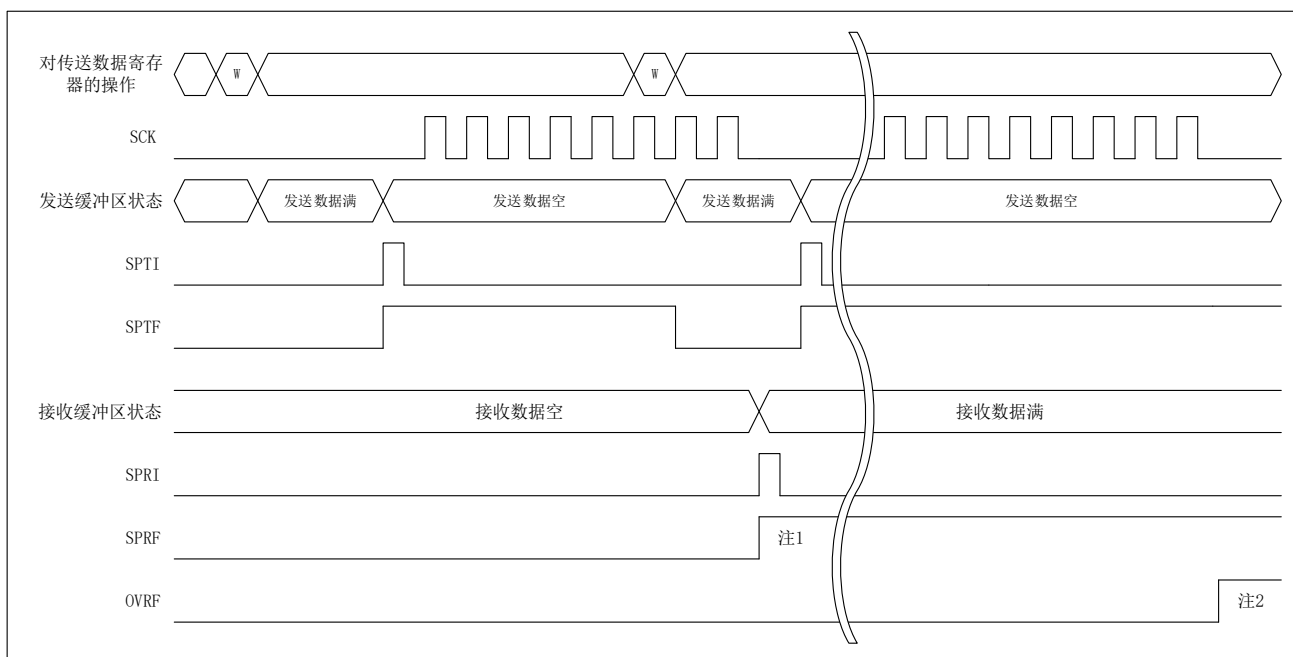 对传送数据寄存
器的操作
W
W
SCK
发送缓冲区状态
发送数据满
发送数据空
发送数据满
发送数据空
SPTI
SPTF
接收缓冲区状态
接收数据空
接收数据满
SPRI
SPRF
注1
OVRF
注2